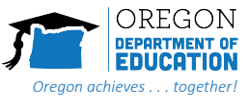 OREGON
DEPARTMENT OF
EDUCATION
Oregon achieves . . . together!